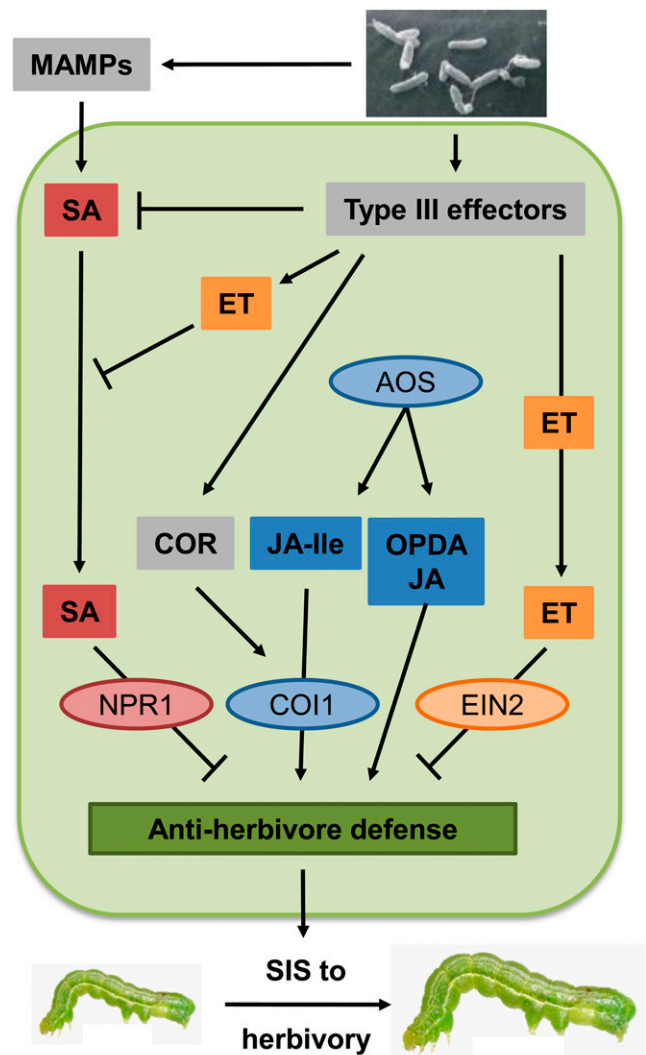 MAMPs
SA
Type III effectors
ET
AOS
ET
COR
JA-Ile
OPDA
JA
SA
ET
NPR1
COI1
EIN2
Anti-herbivore defense
SIS to
herbivory